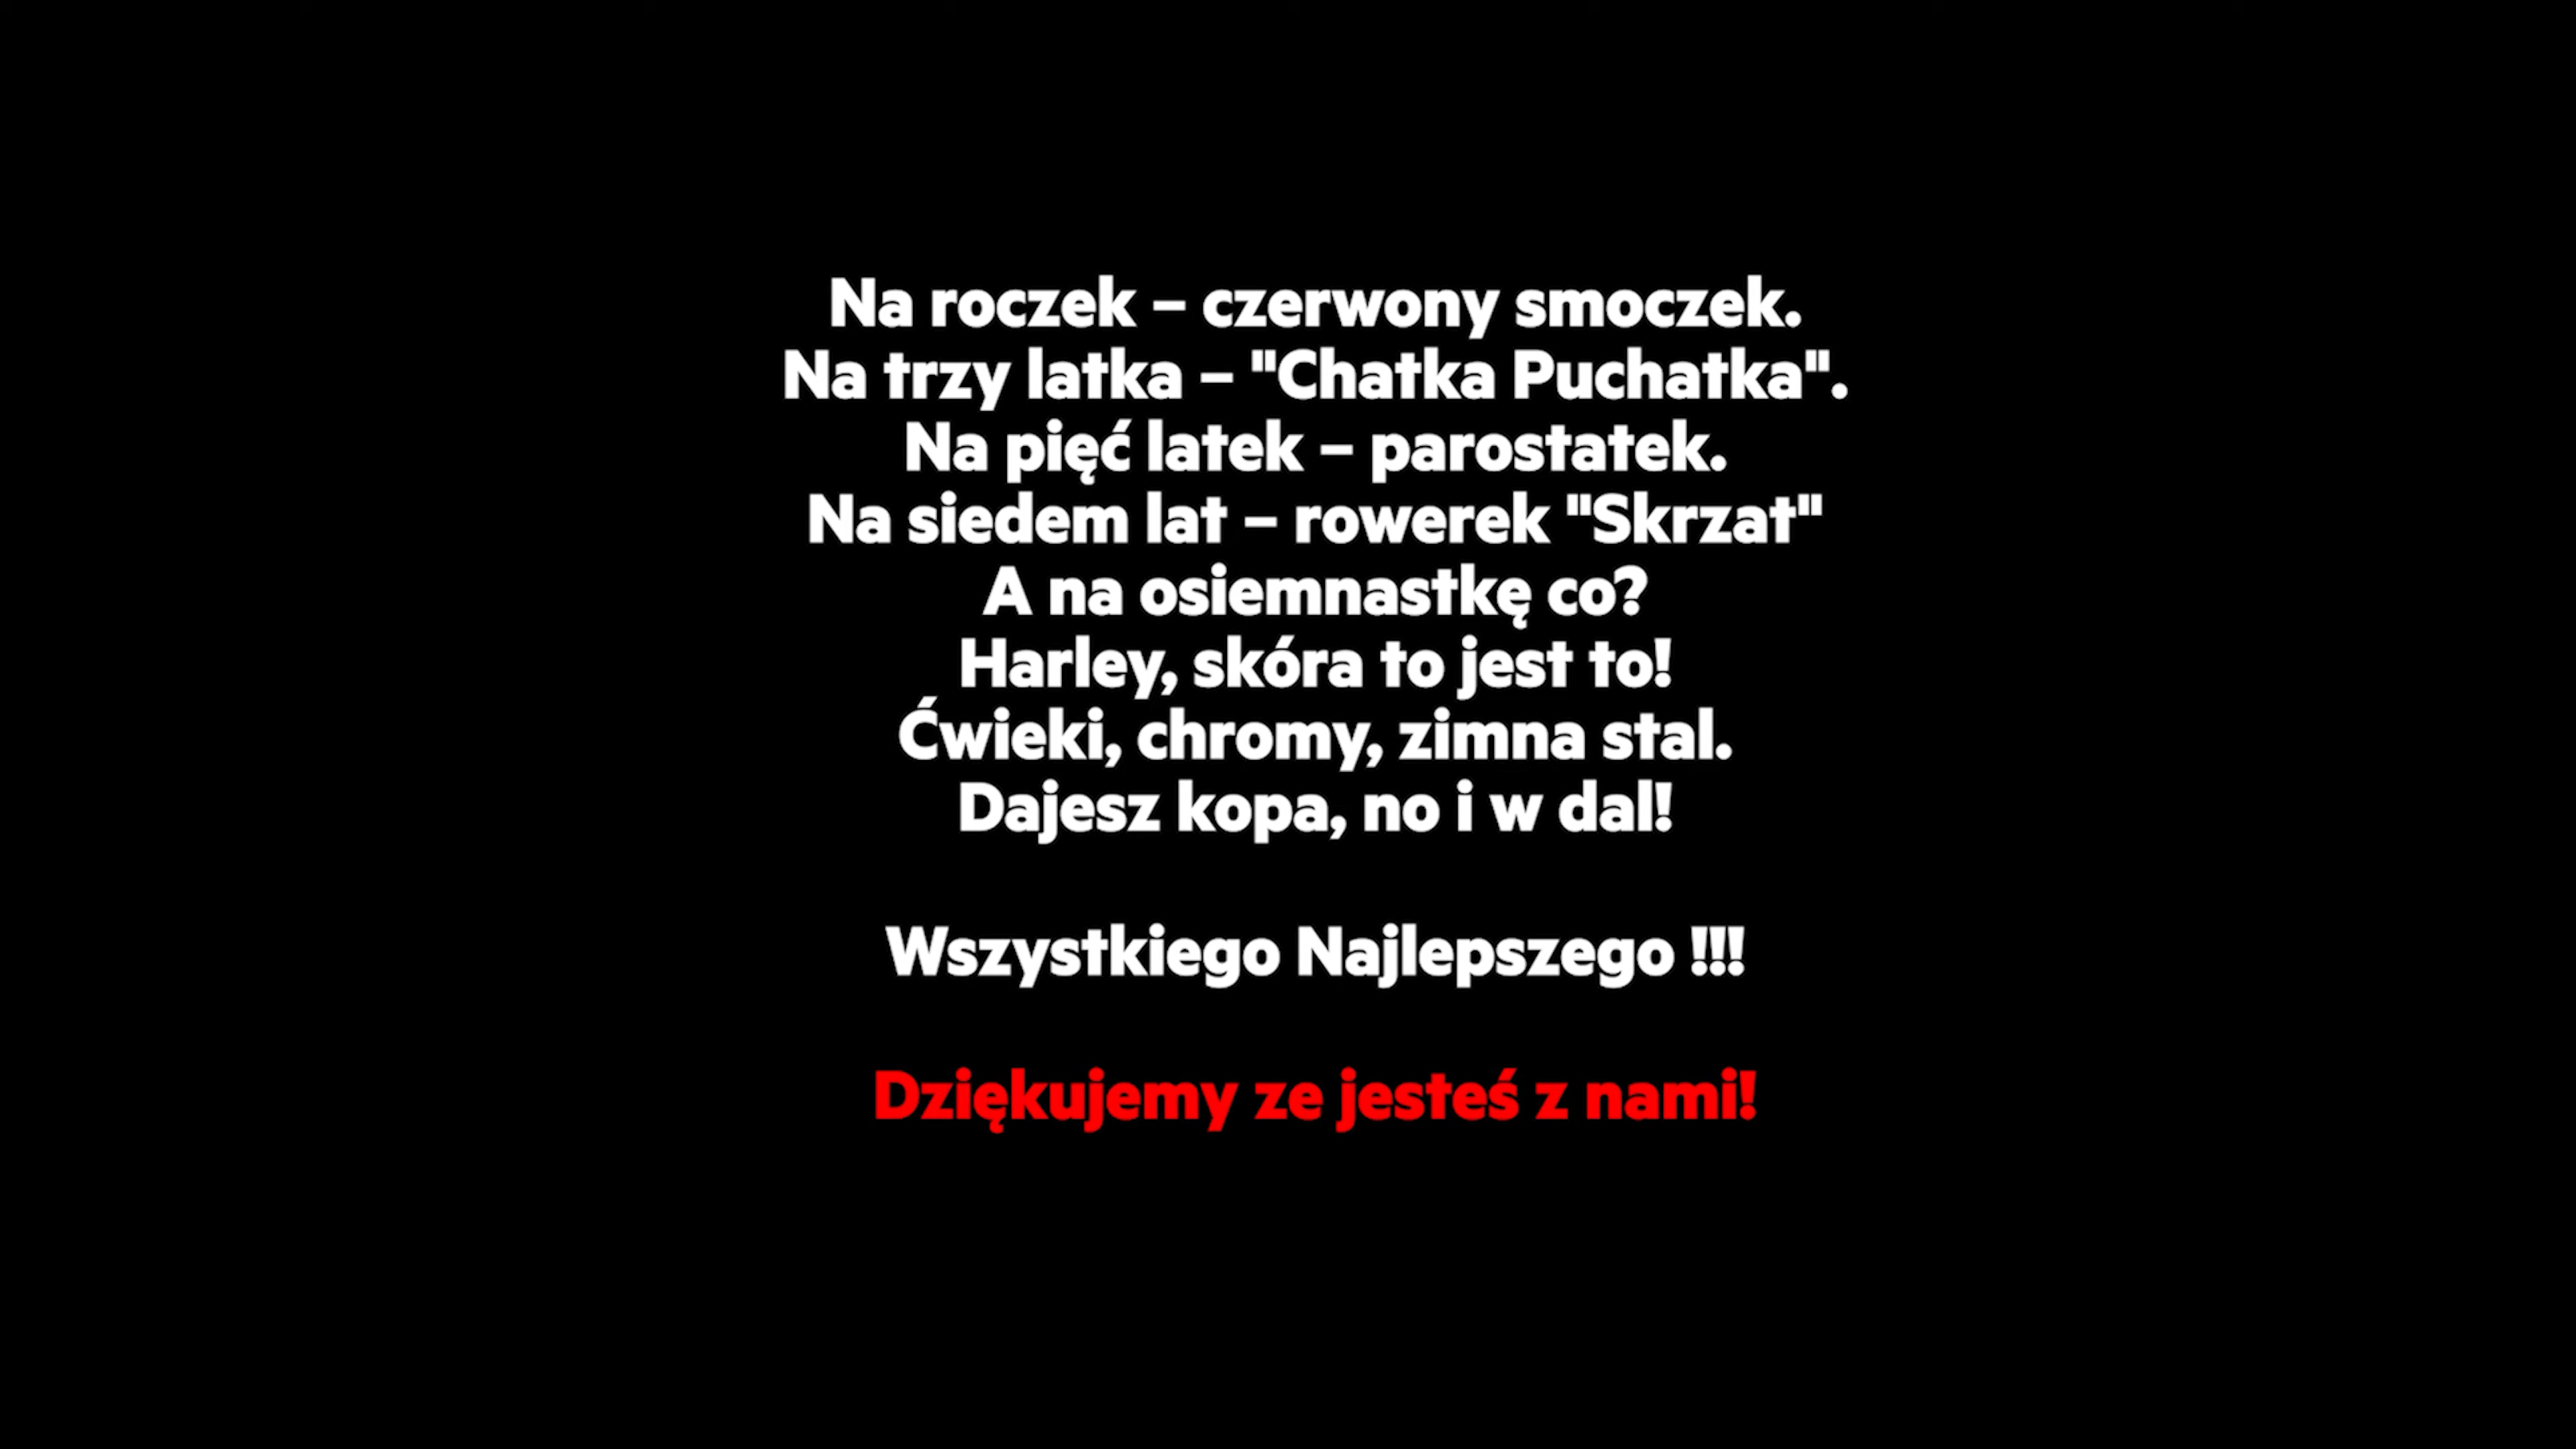 Na roczek – czerwony smoczek.
Na trzy latka – "Chatka Puchatka".
Na pięć latek – parostatek.
Na siedem lat – rowerek "Skrzat"
A na osiemnastkę co?
Harley, skóra to jest to!
Ćwieki, chromy, zimna stal.
Dajesz kopa, no i w dal!
Wszystkiego Najlepszego !!!
Dziękujemy ze jesteś z nami!